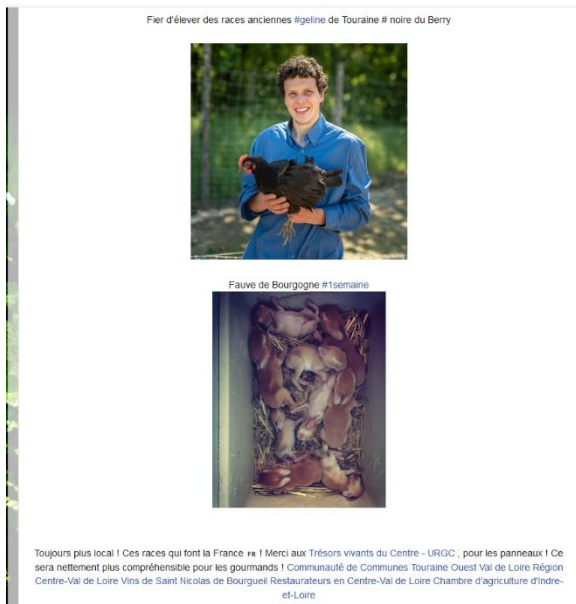 Fier d'élever des races anciennes #geline de Touraine # noire du Berry
Fauve de Bourgogne #1semaine
Toujours plus local ! Ces races qui font la France FR ! Merci aux Trésors vivants du Centre - URGC , pour les panneaux ! Ce
sera nettement plus compréhensible pour les gourmands ! Communauté de Communes Touraine Ouest Val de Loire Région
Centre-Val de Loire Vins de Saint Nicolas de Bourgueil Restaurateurs en Centre-Val de Loire Chambre d'agriculture d'Indre-
et-Loire